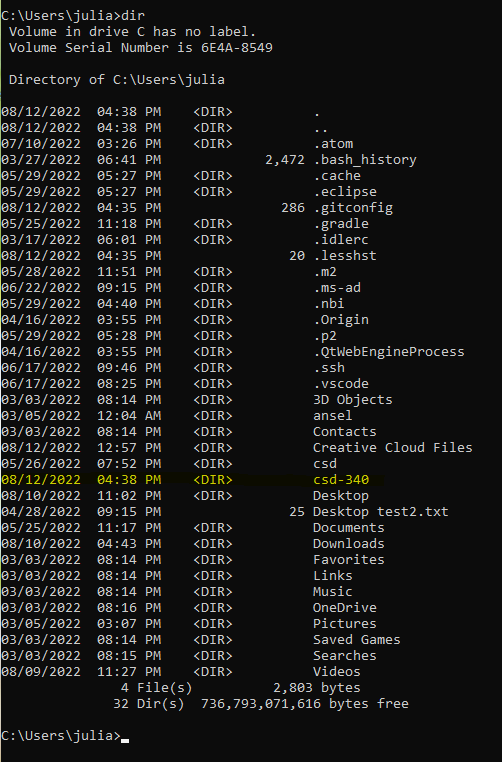 C:\Users\julia>dir
 Volume in drive C has no label.
 Volume Serial Number is 6E4A-8549

 Directory of C:\Users\julia

08/12/2022  04:38 PM    <DIR>          .
08/12/2022  04:38 PM    <DIR>          ..
07/10/2022  03:26 PM    <DIR>          .atom
03/27/2022  06:41 PM             2,472 .bash_history
05/29/2022  05:27 PM    <DIR>          .cache
05/29/2022  05:27 PM    <DIR>          .eclipse
08/12/2022  04:35 PM               286 .gitconfig
05/25/2022  11:18 PM    <DIR>          .gradle
03/17/2022  06:01 PM    <DIR>          .idlerc
08/12/2022  04:35 PM                20 .lesshst
05/28/2022  11:51 PM    <DIR>          .m2
06/22/2022  09:15 PM    <DIR>          .ms-ad
05/29/2022  04:40 PM    <DIR>          .nbi
04/16/2022  03:55 PM    <DIR>          .Origin
05/29/2022  05:28 PM    <DIR>          .p2
04/16/2022  03:55 PM    <DIR>          .QtWebEngineProcess
06/17/2022  09:46 PM    <DIR>          .ssh
06/17/2022  08:25 PM    <DIR>          .vscode
03/03/2022  08:14 PM    <DIR>          3D Objects
03/05/2022  12:04 AM    <DIR>          ansel
03/03/2022  08:14 PM    <DIR>          Contacts
08/12/2022  12:57 PM    <DIR>          Creative Cloud Files
05/26/2022  07:52 PM    <DIR>          csd
08/12/2022  04:38 PM    <DIR>          csd-340
08/10/2022  11:02 PM    <DIR>          Desktop
04/28/2022  09:15 PM                25 Desktop test2.txt
05/25/2022  11:17 PM    <DIR>          Documents
08/10/2022  04:43 PM    <DIR>          Downloads
03/03/2022  08:14 PM    <DIR>          Favorites
03/03/2022  08:14 PM    <DIR>          Links
03/03/2022  08:14 PM    <DIR>          Music
03/03/2022  08:16 PM    <DIR>          OneDrive
03/05/2022  03:07 PM    <DIR>          Pictures
03/03/2022  08:14 PM    <DIR>          Saved Games
03/03/2022  08:15 PM    <DIR>          Searches
08/09/2022  11:27 PM    <DIR>          Videos
               4 File(s)          2,803 bytes
              32 Dir(s)  736,793,071,616 bytes free

C:\Users\julia>